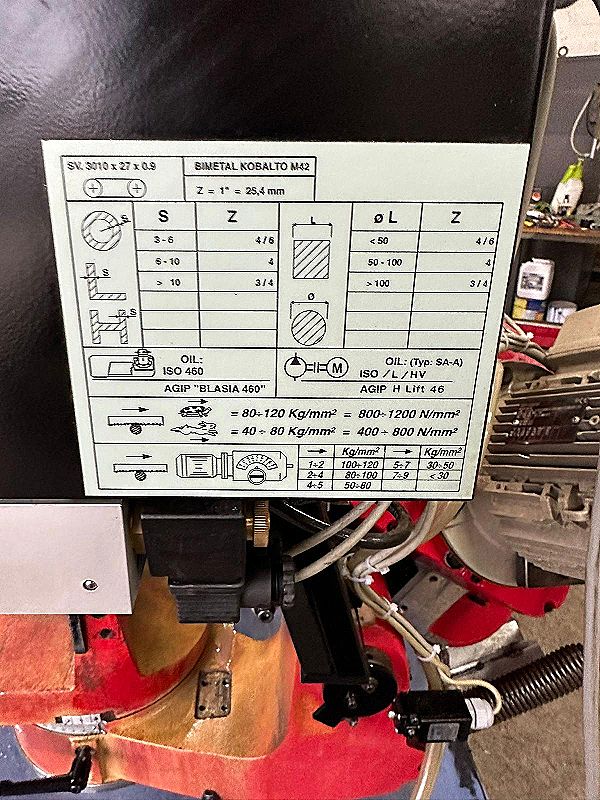 SV. 3010 x 27 x 0.9
BIMETAL KOBALTO M42
Z = 1" = 25,4 mm
S Z L ø L Z
S 3-6 4/6 <50 4/6
6-10 4 50-100 4
S > 10 3/4 >100 3/4
S ø
OIL:
ISO 460
AGIP "BLASIA 460"
M
OIL: (Typ: SA-A)
ISO /L/HV
AGIP H Lift 46
= 80÷120 Kg/mm² = 800÷1200 N/mm²
= 40÷80 Kg/mm² = 400÷800 N/mm²
Kg/mm² Kg/mm²
1÷2 100÷120 5÷7 30÷50
2÷4 80÷100 7÷9 <30
4÷5 50÷80